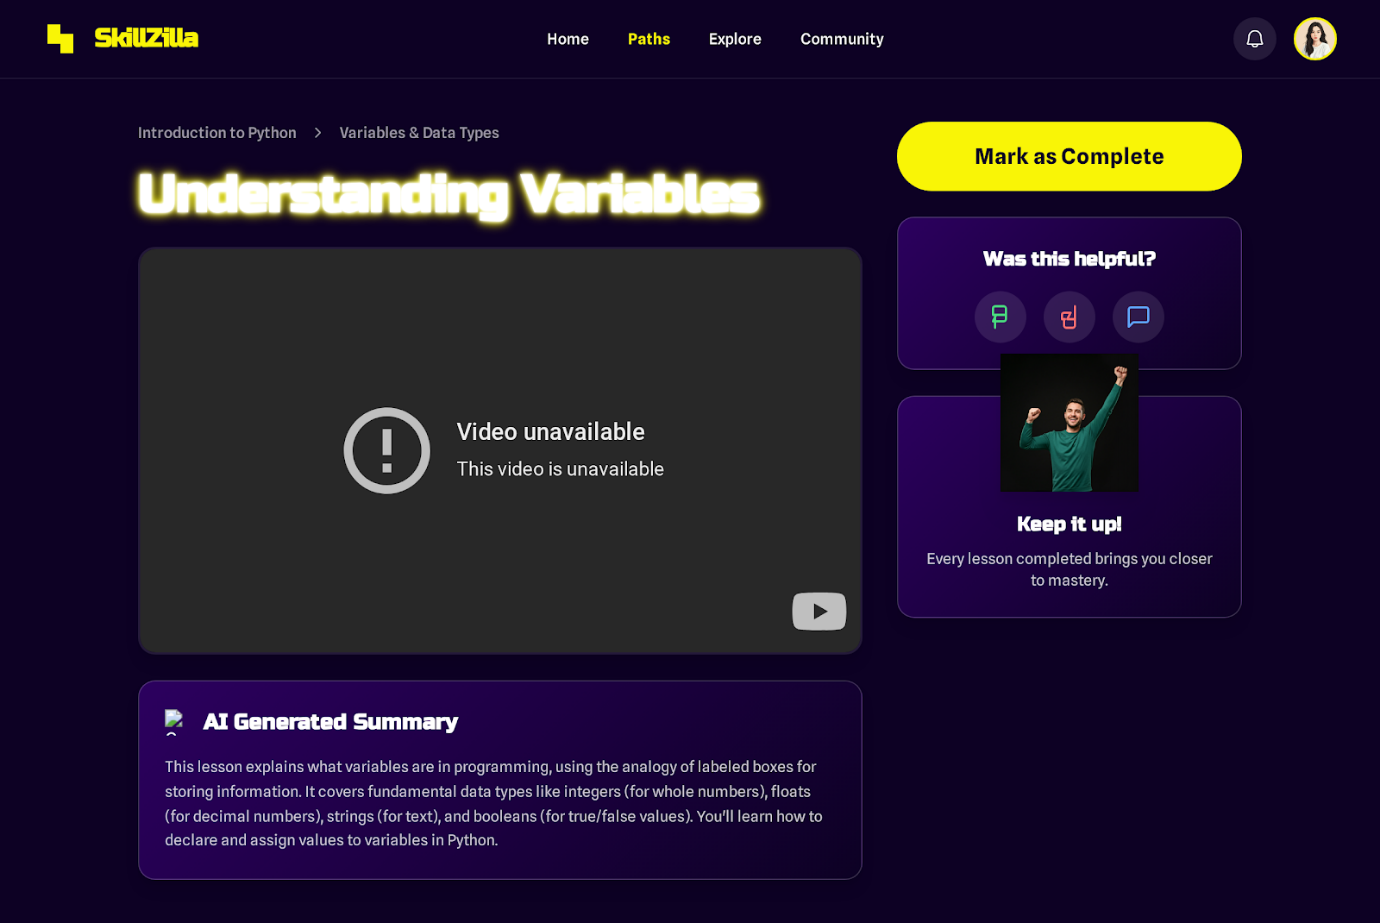 SkillZilla
Home
Paths
Explore
Community
Introduction to Python > Variables & Data Types
Understanding Variables
Video unavailable
This video is unavailable
AI Generated Summary
This lesson explains what variables are in programming, using the analogy of labeled boxes for
storing information. It covers fundamental data types like integers (for whole numbers), floats
(for decimal numbers), strings (for text), and booleans (for true/false values). You'll learn how to
declare and assign values to variables in Python.
Mark as Complete
Was this helpful?
Keep it up!
Every lesson completed brings you closer
to mastery.